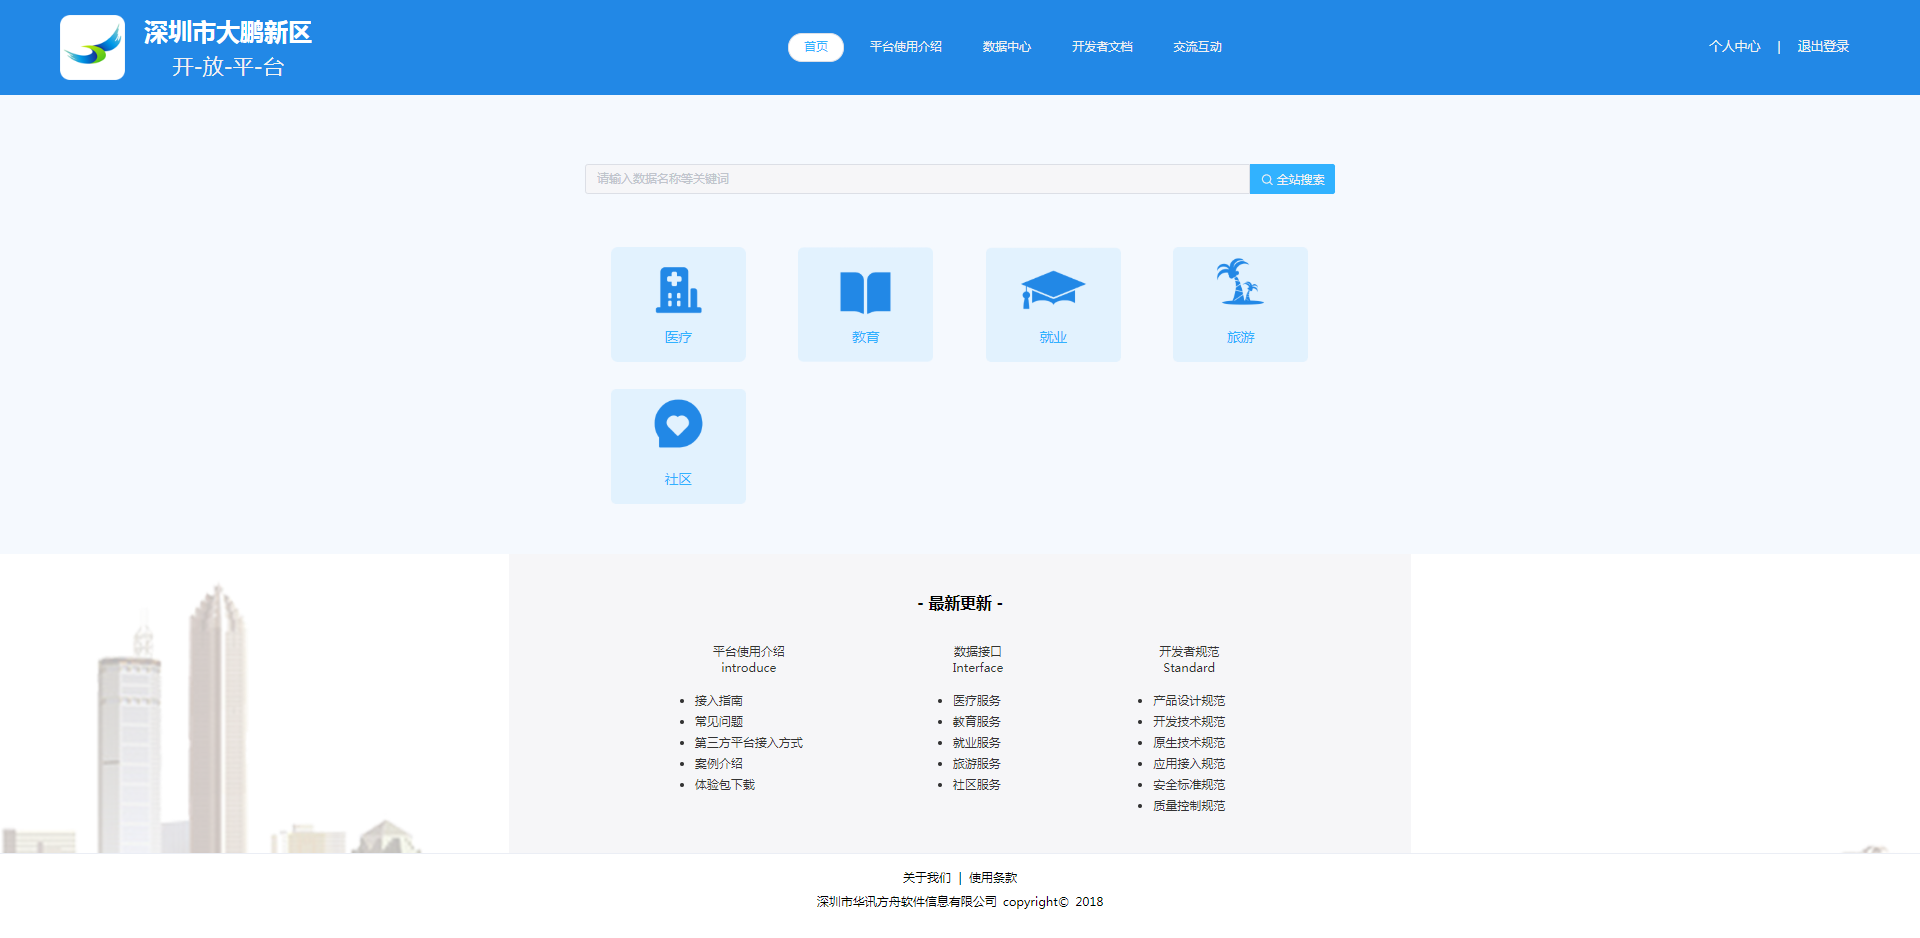 深圳市大鹏新区
开-放-平-台
首页
平台使用介绍
数据中心
开发者文档
交流互动
个人中心 | 退出登录
请输入数据名称等关键词
全站搜索
医疗
教育
就业
旅游
社区
- 最新更新 -
平台使用介绍
introduce
接入指南
常见问题
第三方平台接入方式
案例介绍
体验包下载
数据接口
Interface
医疗服务
教育服务
就业服务
旅游服务
社区服务
开发者规范
Standard
产品设计规范
开发技术规范
原生技术规范
应用接入规范
安全标准规范
质量控制规范
关于我们 | 使用条款
深圳市华讯方舟软件信息有限公司 copyright© 2018